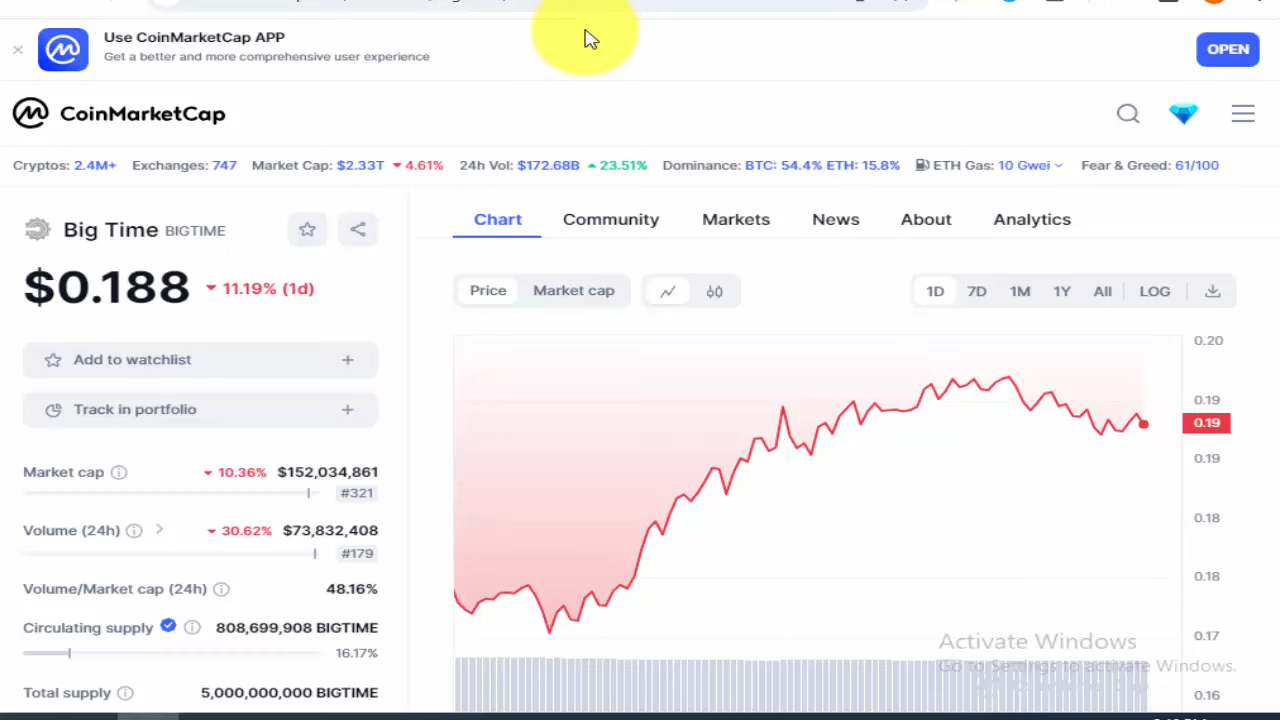 Use CoinMarketCap APP
Get a better and more comprehensive user experience
OPEN
CoinMarketCap
Cryptos: 2.4M+ Exchanges: 747 Market Cap: $2.33T 4.61% 24h Vol: $172.68B 23.51% Dominance: BTC: 54.4% ETH: 15.8% ETH Gas: 10 Gwei Fear & Greed: 61/100
Big Time BIGTIME
$0.188 11.19% (1d)
Add to watchlist +
Track in portfolio +
Market cap 10.36% $152,034,861
#321
Volume (24h) 30.62% $73,832,408
#179
Volume/Market cap (24h) 48.16%
Circulating supply 808,699,908 BIGTIME
16.17%
Total supply 5,000,000,000 BIGTIME
Chart Community Markets News About Analytics
Price Market cap
1D 7D 1M 1Y All LOG
0.20
0.19
0.19
0.19
0.18
0.18
0.17
0.16
Activate Windows
Go to Settings to activate Windows.